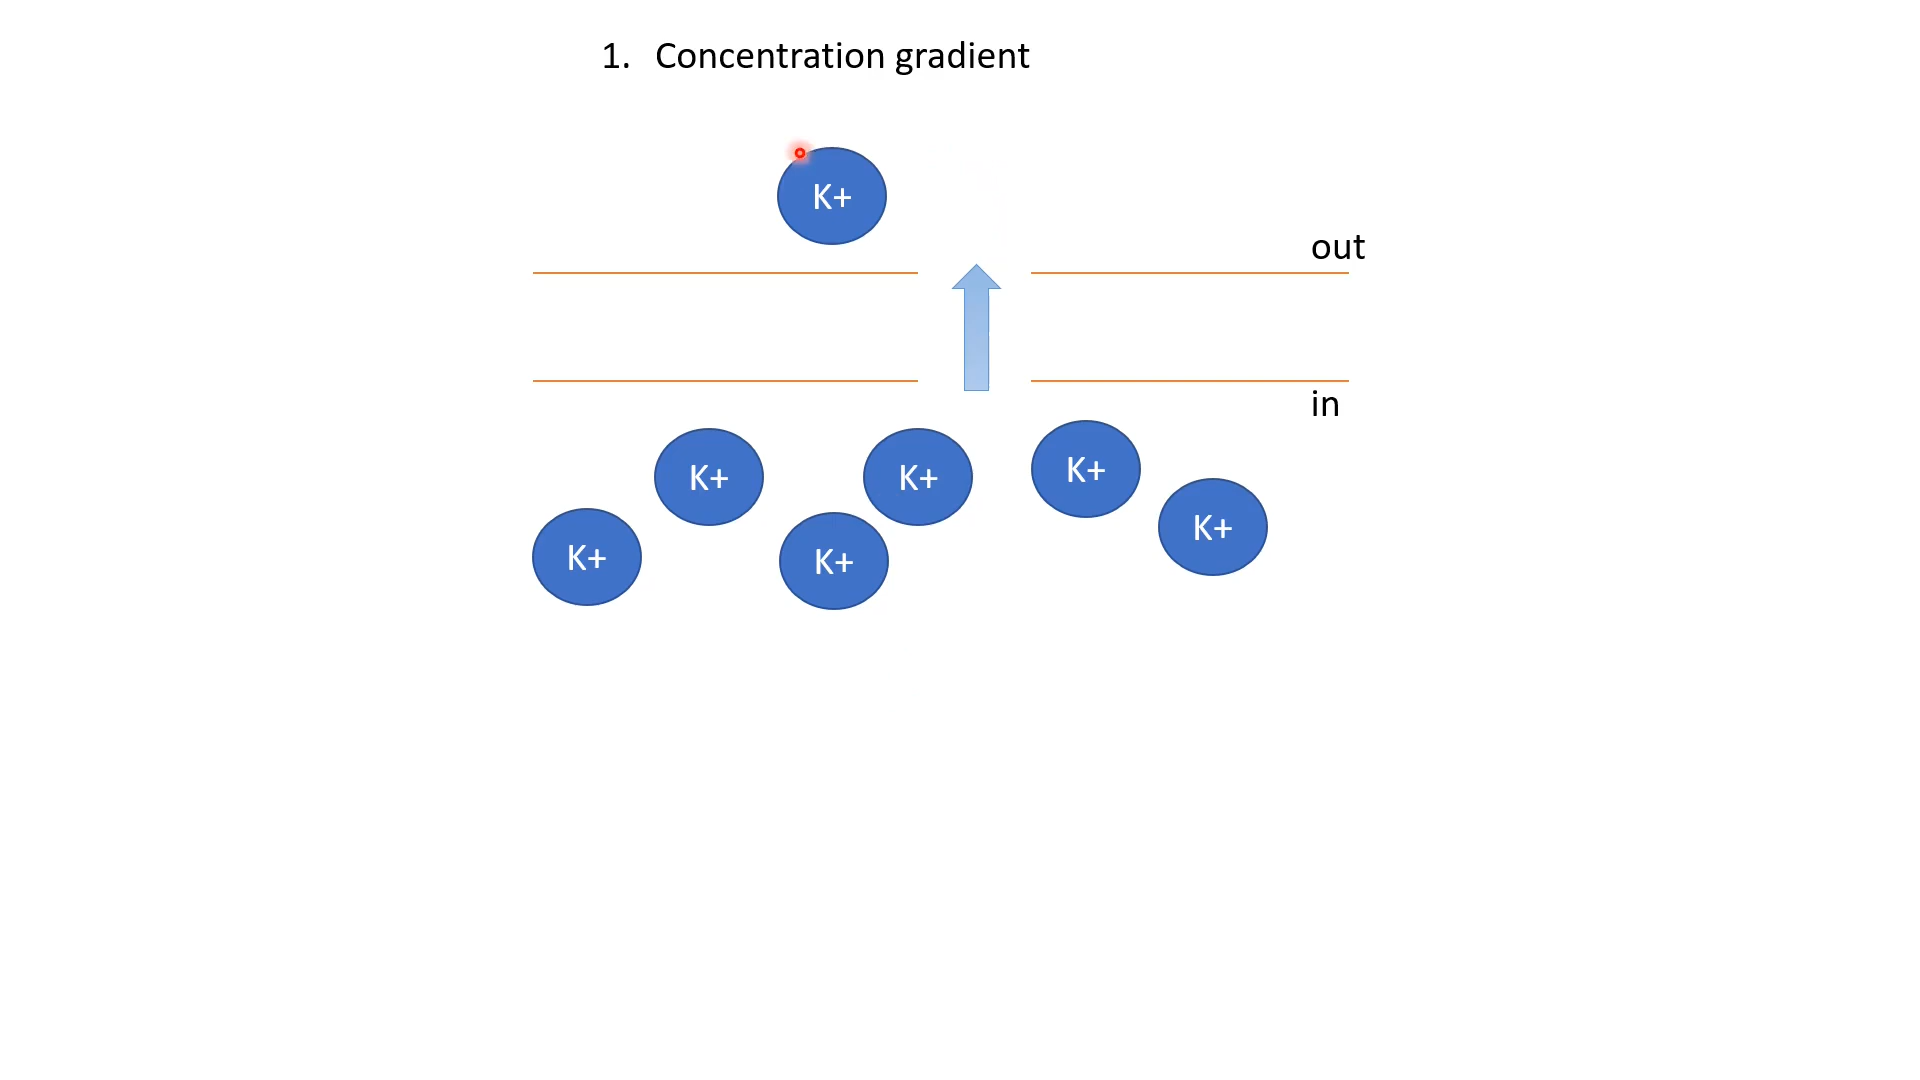 1. Concentration gradient
K+
out
in
K+
K+
K+
K+
K+
K+